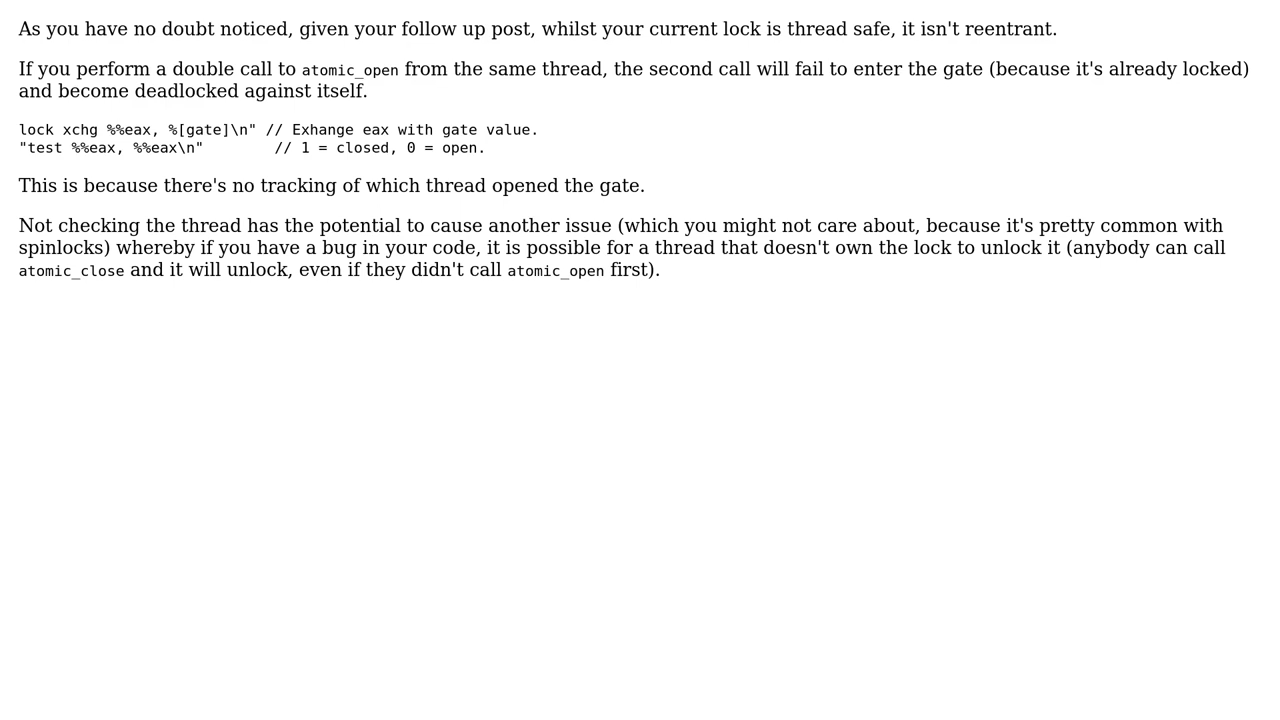 As you have no doubt noticed, given your follow up post, whilst your current lock is thread safe, it isn't reentrant.
If you perform a double call to atomic_open from the same thread, the second call will fail to enter the gate (because it's already locked)
and become deadlocked against itself.
lock xchg %%eax, %[gate]\n" // Exhange eax with gate value.
"test %%eax, %%eax\n"        // 1 = closed, 0 = open.
This is because there's no tracking of which thread opened the gate.
Not checking the thread has the potential to cause another issue (which you might not care about, because it's pretty common with
spinlocks) whereby if you have a bug in your code, it is possible for a thread that doesn't own the lock to unlock it (anybody can call
atomic_close and it will unlock, even if they didn't call atomic_open first).